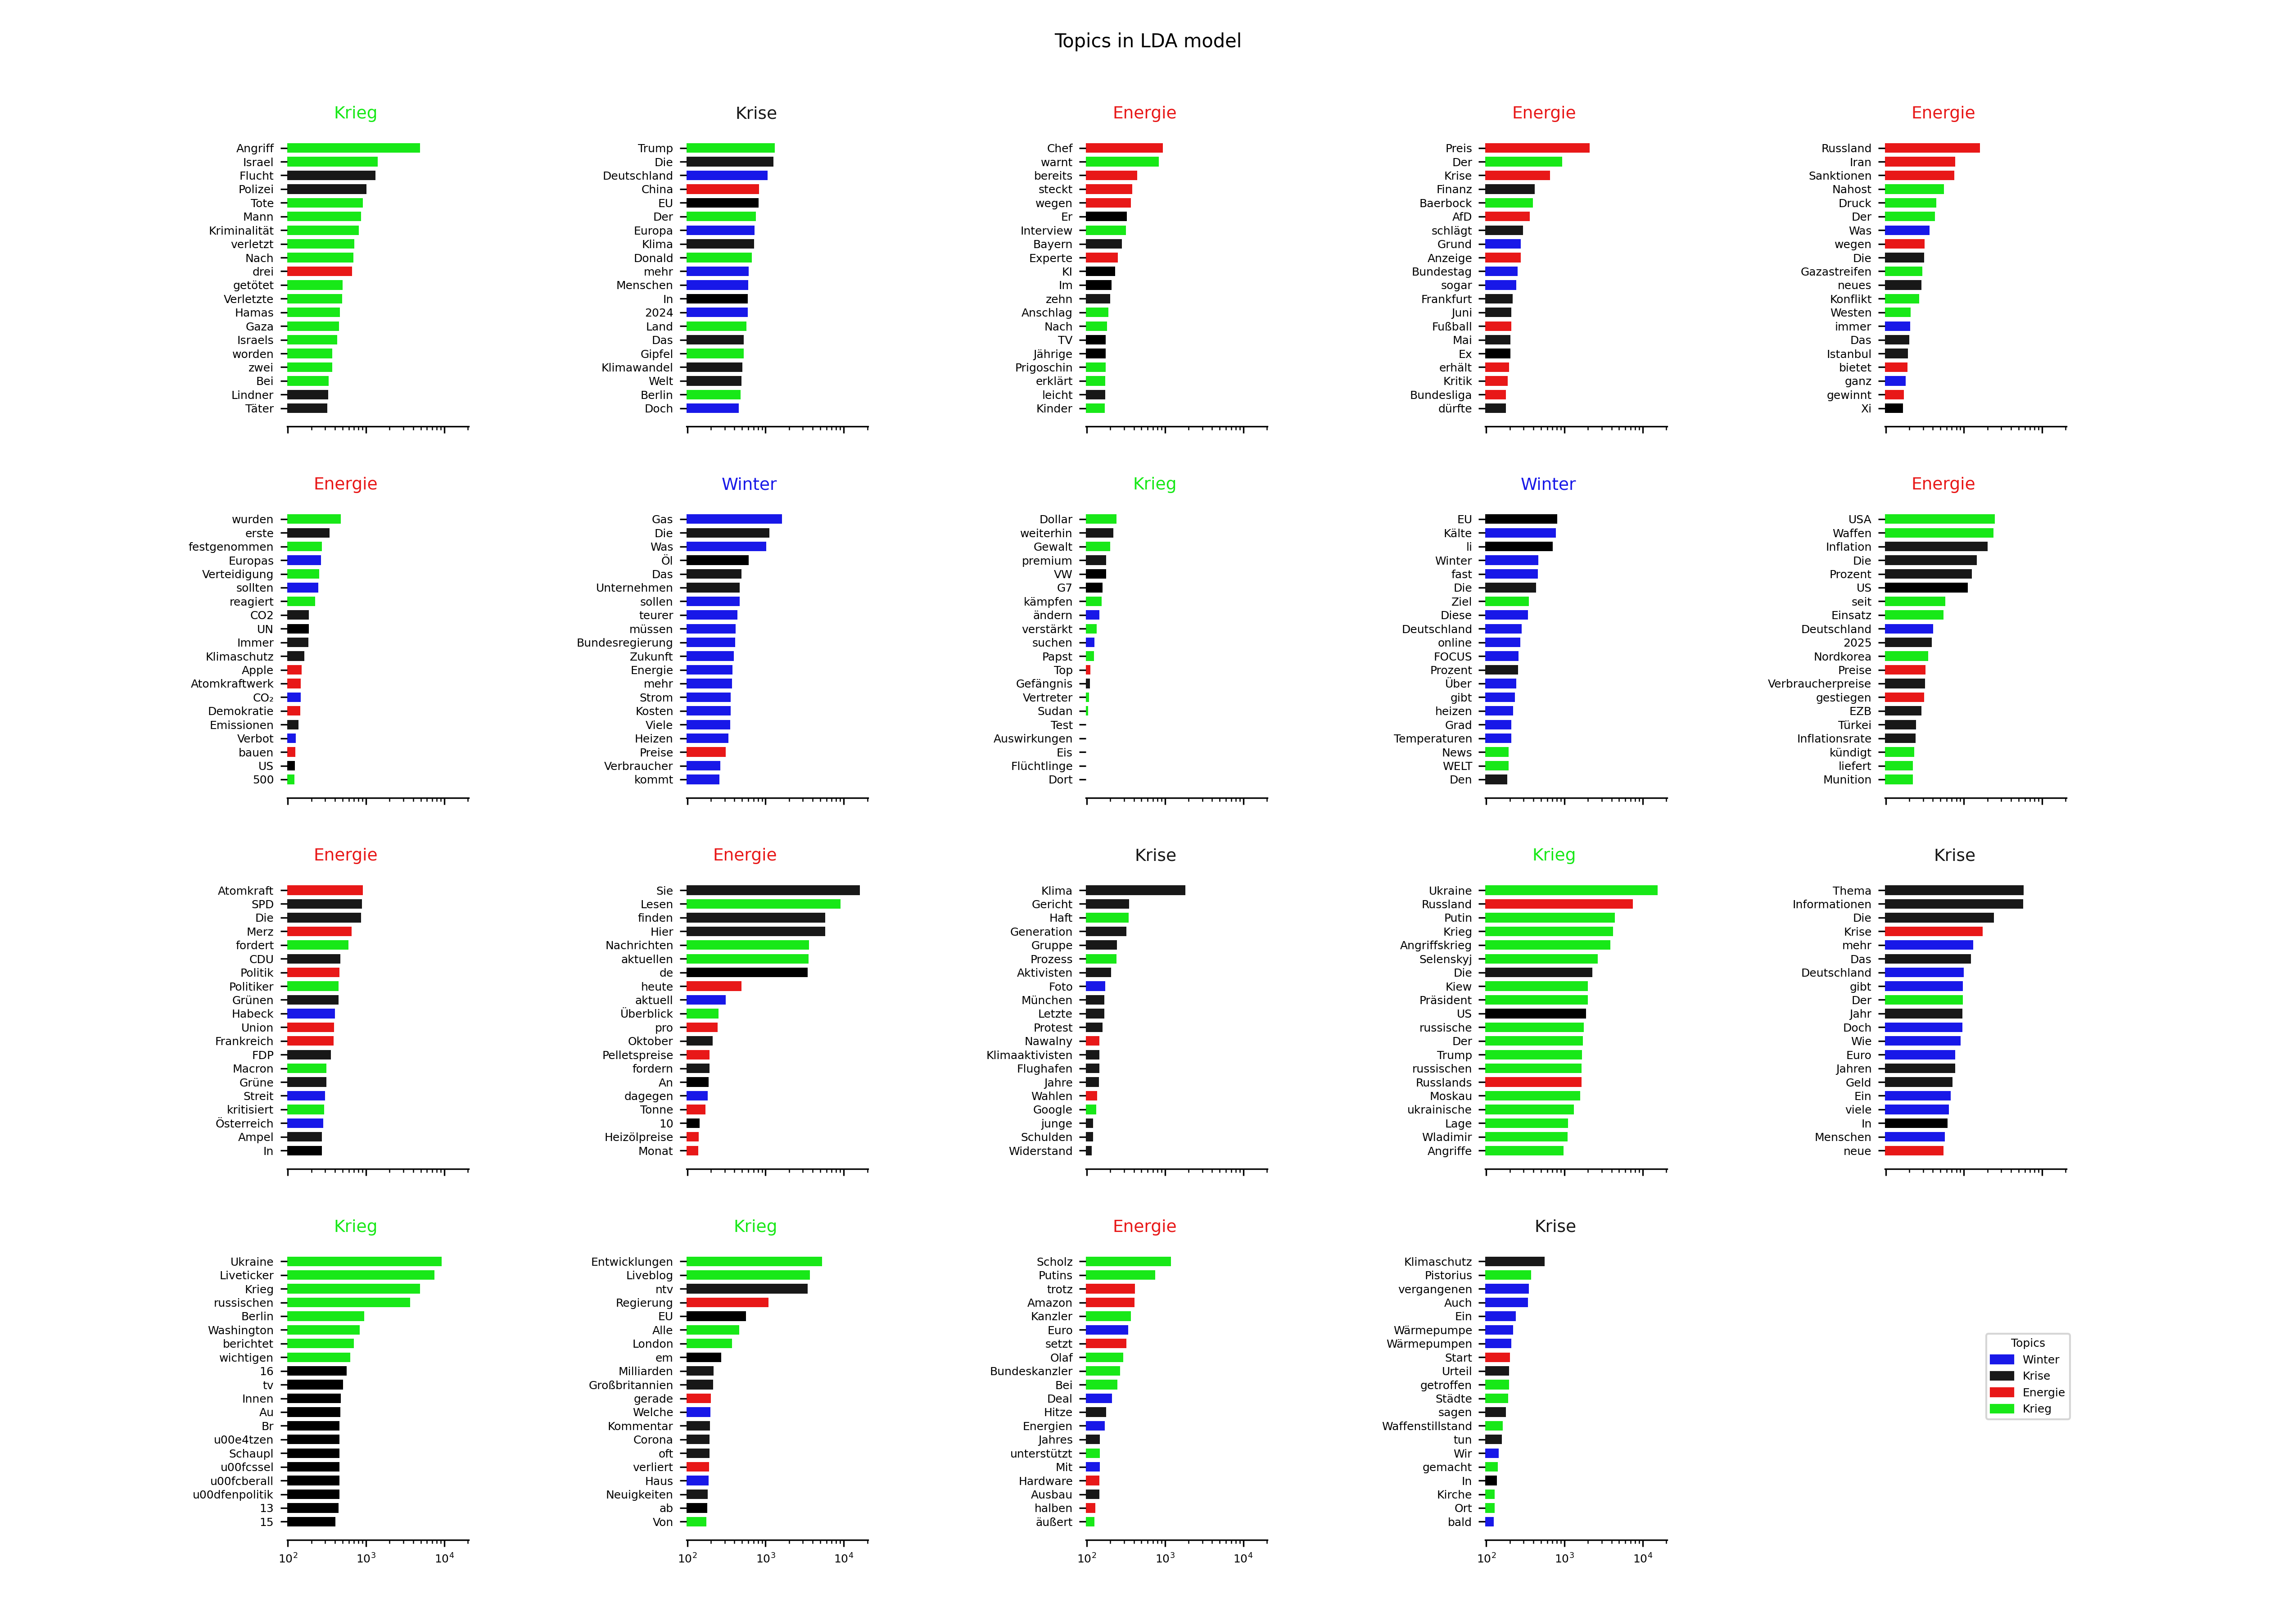 Topics in LDA model
Krieg
Angriff
Israel
Flucht
Polizei
Tote
Mann
Kriminalität
verletzt
Nach
drei
getötet
Verletzte
Hamas
Gaza
Israels
worden
zwei
Bei
Lindner
Täter
Krise
Trump
Die
Deutschland
China
EU
Der
Europa
Klima
Donald
mehr
Menschen
In
2024
Land
Das
Gipfel
Klimawandel
Welt
Berlin
Doch
Energie
Chef
warnt
bereits
steckt
wegen
Er
Interview
Bayern
Experte
KI
Im
zehn
Anschlag
Nach
TV
Jährige
Prigoschin
erklärt
leicht
Kinder
Energie
Preis
Der
Krise
Finanz
Baerbock
AfD
schlägt
Grund
Anzeige
Bundestag
sogar
Frankfurt
Juni
Fußball
Mai
Ex
erhält
Kritik
Bundesliga
dürfte
Energie
Russland
Iran
Sanktionen
Nahost
Druck
Der
Was
wegen
Die
Gazastreifen
neues
Konflikt
Westen
immer
Das
Istanbul
bietet
ganz
gewinnt
Xi
Energie
wurden
erste
festgenommen
Europas
Verteidigung
sollten
reagiert
CO2
UN
Immer
Klimaschutz
Apple
Atomkraftwerk
CO₂
Demokratie
Emissionen
Verbot
bauen
US
500
Winter
Gas
Die
Was
Öl
Das
Unternehmen
sollen
teurer
müssen
Bundesregierung
Zukunft
Energie
mehr
Strom
Kosten
Viele
Heizen
Preise
Verbraucher
kommt
Krieg
Dollar
weiterhin
Gewalt
premium
VW
G7
kämpfen
ändern
verstärkt
suchen
Papst
Top
Gefängnis
Vertreter
Sudan
Test
Auswirkungen
Eis
Flüchtlinge
Dort
Winter
EU
Kälte
li
Winter
fast
Die
Ziel
Diese
Deutschland
online
FOCUS
Prozent
Über
gibt
heizen
Grad
Temperaturen
News
WELT
Den
Energie
USA
Waffen
Inflation
Die
Prozent
US
seit
Einsatz
Deutschland
2025
Nordkorea
Preise
Verbraucherpreise
gestiegen
EZB
Türkei
Inflationsrate
kündigt
liefert
Munition
Energie
Atomkraft
SPD
Die
Merz
fordert
CDU
Politik
Politiker
Grünen
Habeck
Union
Frankreich
FDP
Macron
Grüne
Streit
kritisiert
Österreich
Ampel
In
Energie
Sie
Lesen
finden
Hier
Nachrichten
aktuellen
de
heute
aktuell
Überblick
pro
Oktober
Pelletspreise
fordern
An
dagegen
Tonne
10
Heizölpreise
Monat
Krise
Klima
Gericht
Haft
Generation
Gruppe
Prozess
Aktivisten
Foto
München
Letzte
Protest
Nawalny
Klimaaktivisten
Flughafen
Jahre
Wahlen
Google
junge
Schulden
Widerstand
Krieg
Ukraine
Russland
Putin
Krieg
Angriffskrieg
Selenskyj
Die
Kiew
Präsident
US
russische
Der
Trump
russischen
Russlands
Moskau
ukrainische
Lage
Wladimir
Angriffe
Krise
Thema
Informationen
Die
Krise
mehr
Das
Deutschland
gibt
Der
Jahr
Doch
Wie
Euro
Jahren
Geld
Ein
viele
In
Menschen
neue
Krieg
Ukraine
Liveticker
Krieg
russischen
Berlin
Washington
berichtet
wichtigen
16
tv
Innen
Au
Br
u00e4tzen
Schaupl
u00fcssel
u00fcberall
u00dfenpolitik
13
15
10² 10³ 10⁴
Krieg
Entwicklungen
Liveblog
ntv
Regierung
EU
Alle
London
em
Milliarden
Großbritannien
gerade
Welche
Kommentar
Corona
oft
verliert
Haus
Neuigkeiten
ab
Von
10² 10³ 10⁴
Energie
Scholz
Putins
trotz
Amazon
Kanzler
Euro
setzt
Olaf
Bundeskanzler
Bei
Deal
Hitze
Energien
Jahres
unterstützt
Mit
Hardware
Ausbau
halben
äußert
10² 10³ 10⁴
Krise
Klimaschutz
Pistorius
vergangenen
Auch
Ein
Wärmepumpe
Wärmepumpen
Start
Urteil
getroffen
Städte
sagen
Waffenstillstand
tun
Wir
gemacht
In
Kirche
Ort
bald
10² 10³ 10⁴
Topics
Winter
Krise
Energie
Krieg